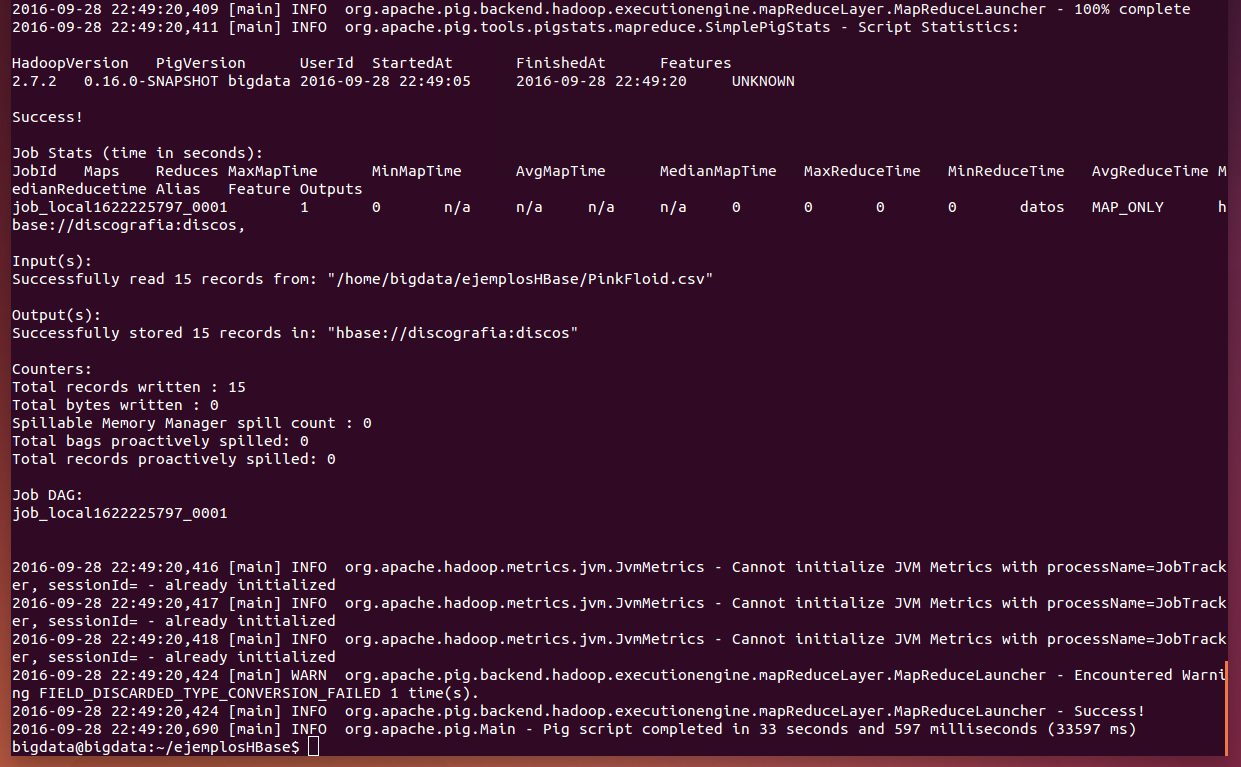 2016-09-28 22:49:20,409 [main] INFO  org.apache.pig.backend.hadoop.executionengine.mapReduceLayer.MapReduceLauncher - 100% complete
2016-09-28 22:49:20,411 [main] INFO  org.apache.pig.tools.pigstats.mapreduce.SimplePigStats - Script Statistics:
HadoopVersion   PigVersion      UserId  StartedAt       FinishedAt      Features
2.7.2   0.16.0-SNAPSHOT bigdata 2016-09-28 22:49:05     2016-09-28 22:49:20     UNKNOWN
Success!
Job Stats (time in seconds):
JobId   Maps    Reduces MaxMapTime      MinMapTime      AvgMapTime      MedianMapTime   MaxReduceTime   MinReduceTime   AvgReduceTime M
edianReducetime Alias   Feature Outputs
job_local1622225797_0001        1       0       n/a     n/a     n/a     n/a     0       0       0       0       datos   MAP_ONLY      h
base://discografia:discos,
Input(s):
Successfully read 15 records from: "/home/bigdata/ejemplosHBase/PinkFloid.csv"
Output(s):
Successfully stored 15 records in: "hbase://discografia:discos"
Counters:
Total records written : 15
Total bytes written : 0
Spillable Memory Manager spill count : 0
Total bags proactively spilled: 0
Total records proactively spilled: 0
Job DAG:
job_local1622225797_0001
2016-09-28 22:49:20,416 [main] INFO  org.apache.hadoop.metrics.jvm.JvmMetrics - Cannot initialize JVM Metrics with processName=JobTrack
er, sessionId= - already initialized
2016-09-28 22:49:20,417 [main] INFO  org.apache.hadoop.metrics.jvm.JvmMetrics - Cannot initialize JVM Metrics with processName=JobTrack
er, sessionId= - already initialized
2016-09-28 22:49:20,418 [main] INFO  org.apache.hadoop.metrics.jvm.JvmMetrics - Cannot initialize JVM Metrics with processName=JobTrack
er, sessionId= - already initialized
2016-09-28 22:49:20,424 [main] WARN  org.apache.pig.backend.hadoop.executionengine.mapReduceLayer.MapReduceLauncher - Encountered Warni
ng FIELD_DISCARDED_TYPE_CONVERSION_FAILED 1 time(s).
2016-09-28 22:49:20,424 [main] INFO  org.apache.pig.backend.hadoop.executionengine.mapReduceLayer.MapReduceLauncher - Success!
2016-09-28 22:49:20,690 [main] INFO  org.apache.pig.Main - Pig script completed in 33 seconds and 597 milliseconds (33597 ms)
bigdata@bigdata:~/ejemplosHBase$